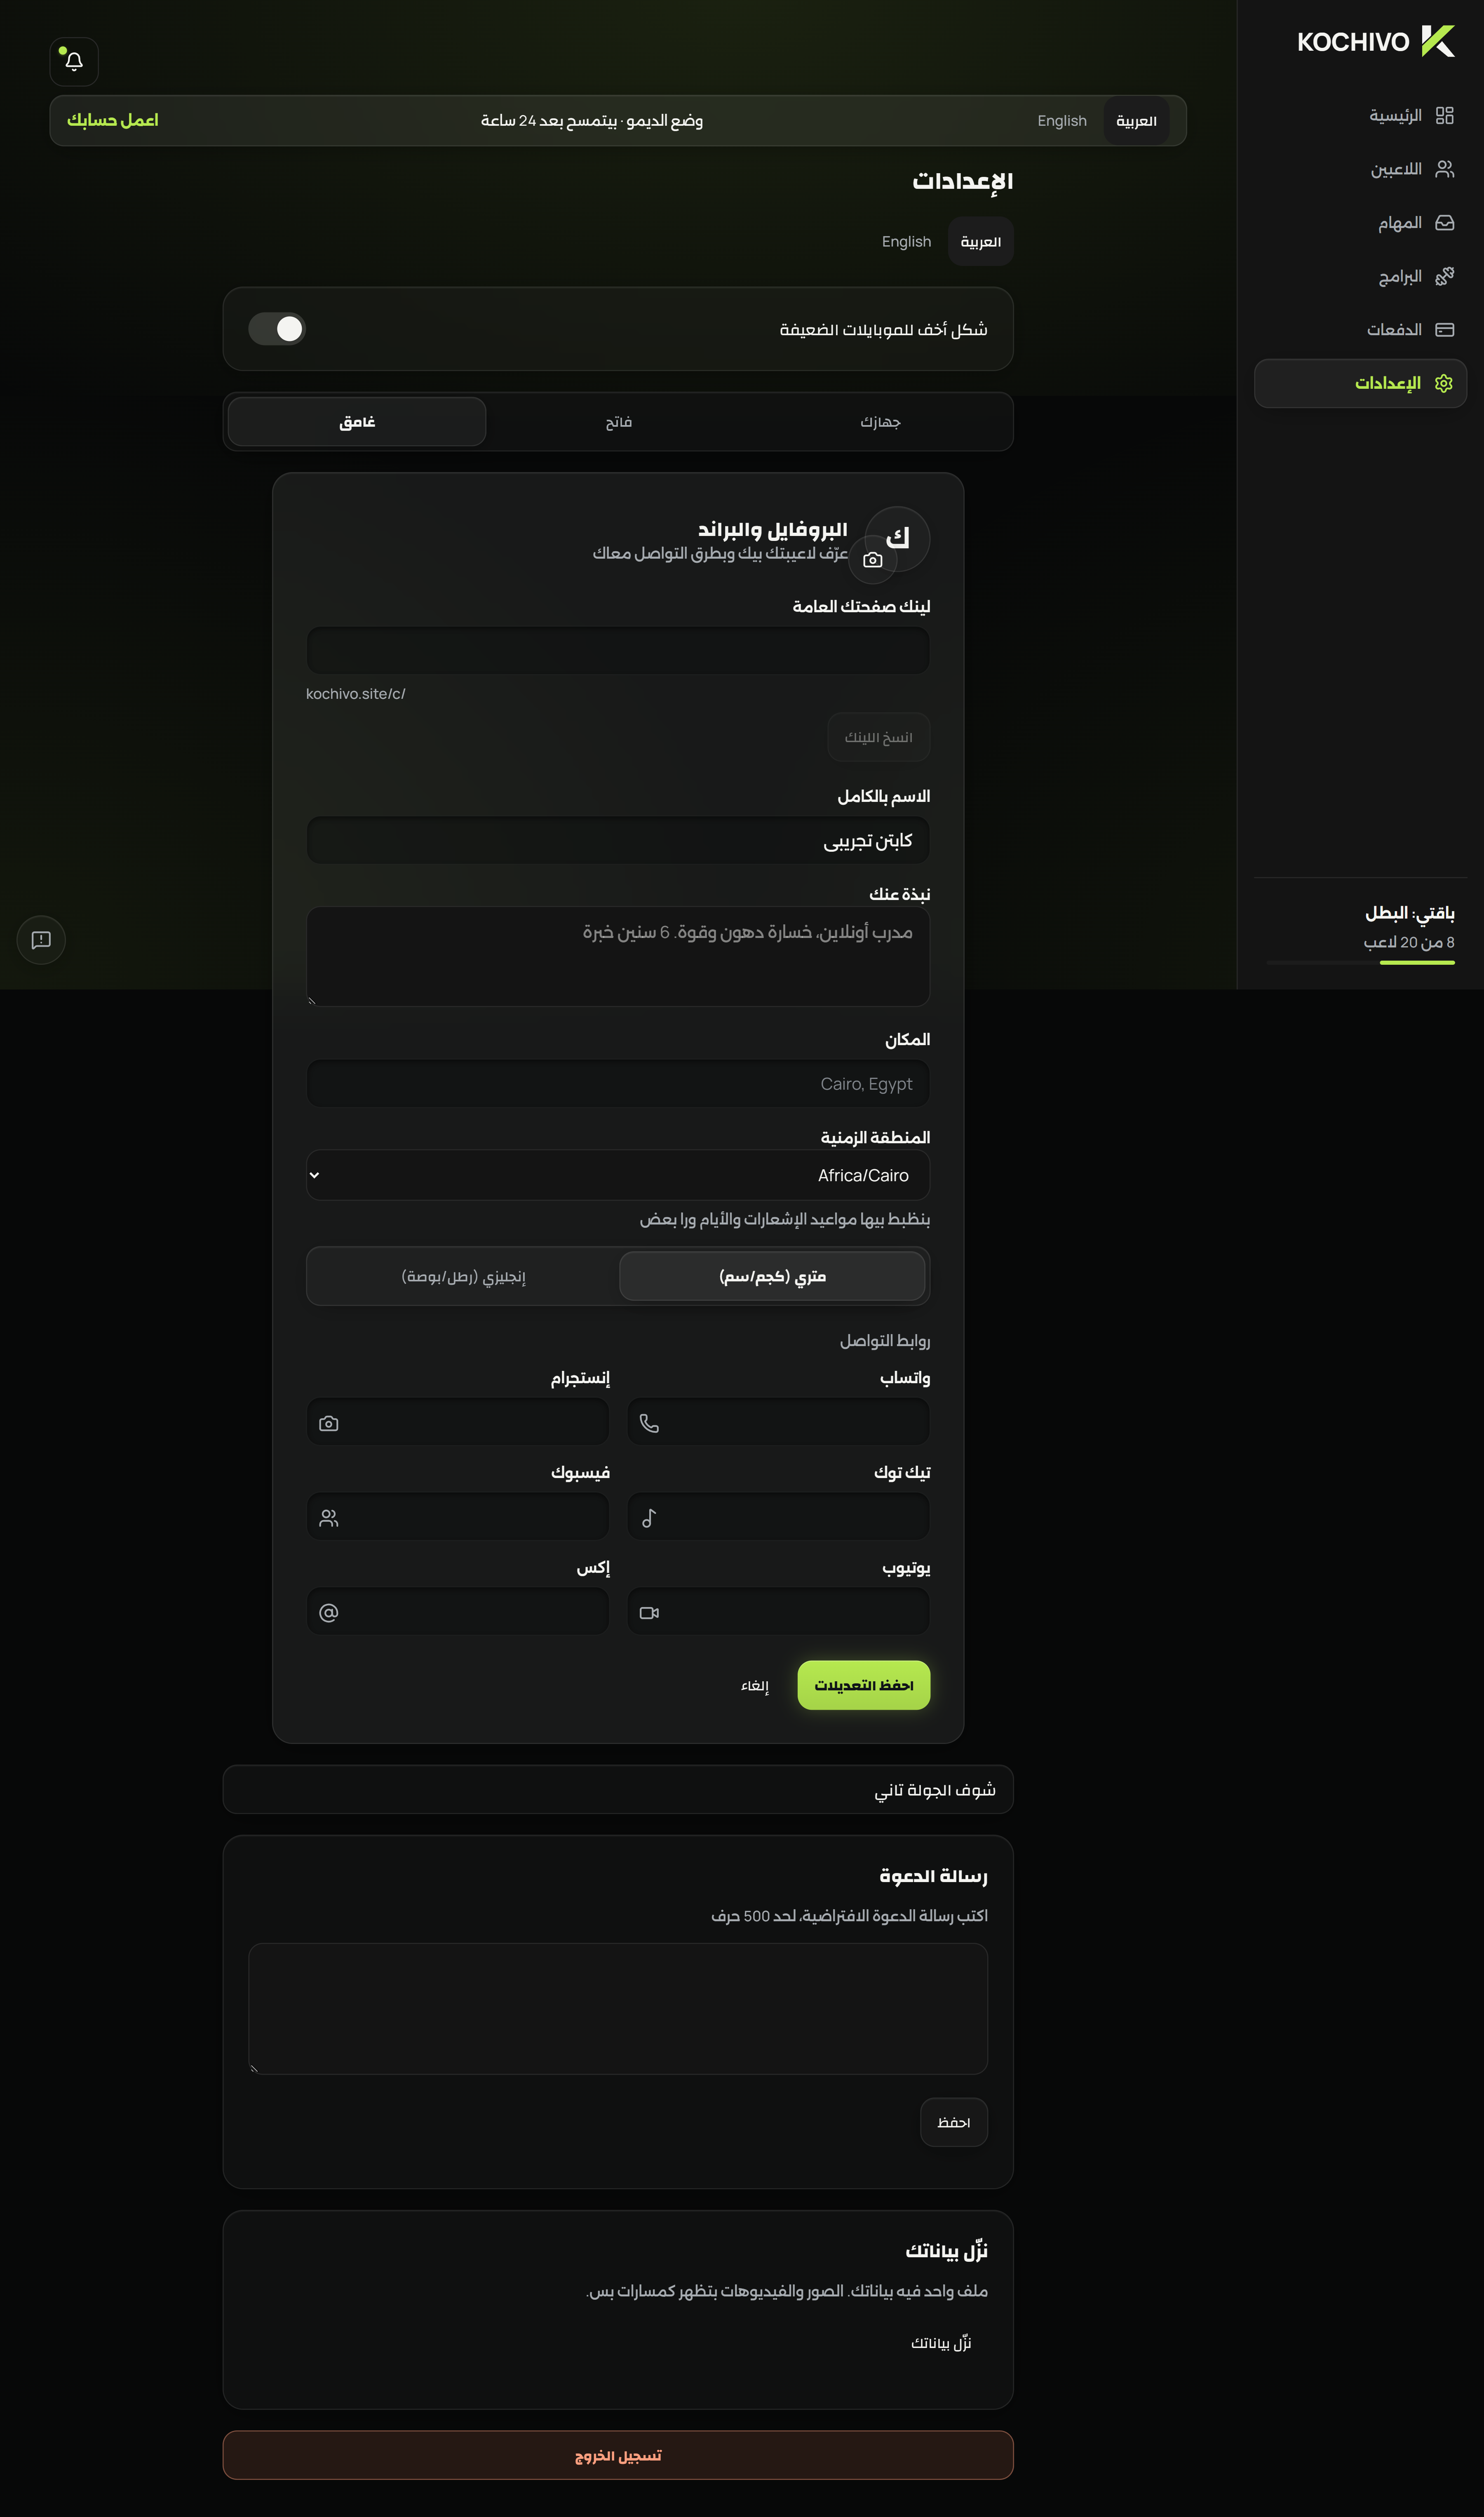 KOCHIVO
الرئيسية
اللاعبين
المهام
البرامج
الدفعات
الإعدادات
باقتي: البطل
8 من 20 لاعب
العربية
English
وضع الديمو · بيتمسح بعد 24 ساعة
اعمل حسابك
الإعدادات
العربية
English
شكل أخف للموبايلات الضعيفة
جهازك
فاتح
غامق
ك
البروفايل والبراند
عرّف لاعيبتك بيك وبطرق التواصل معاك
لينك صفحتك العامة
kochivo.site/c/
انسخ اللينك
الاسم بالكامل
كابتن تجريبي
نبذة عنك
مدرب أونلاين، خسارة دهون وقوة. 6 سنين خبرة
المكان
Cairo, Egypt
المنطقة الزمنية
Africa/Cairo
بنظبط بيها مواعيد الإشعارات والأيام ورا بعض
متري (كجم/سم)
إنجليزي (رطل/بوصة)
روابط التواصل
واتساب
إنستجرام
تيك توك
فيسبوك
يوتيوب
إكس
احفظ التعديلات
إلغاء
شوف الجولة تاني
رسالة الدعوة
اكتب رسالة الدعوة الافتراضية، لحد 500 حرف
احفظ
نزّل بياناتك
ملف واحد فيه بياناتك. الصور والفيديوهات بتظهر كمسارات بس.
نزّل بياناتك
تسجيل الخروج